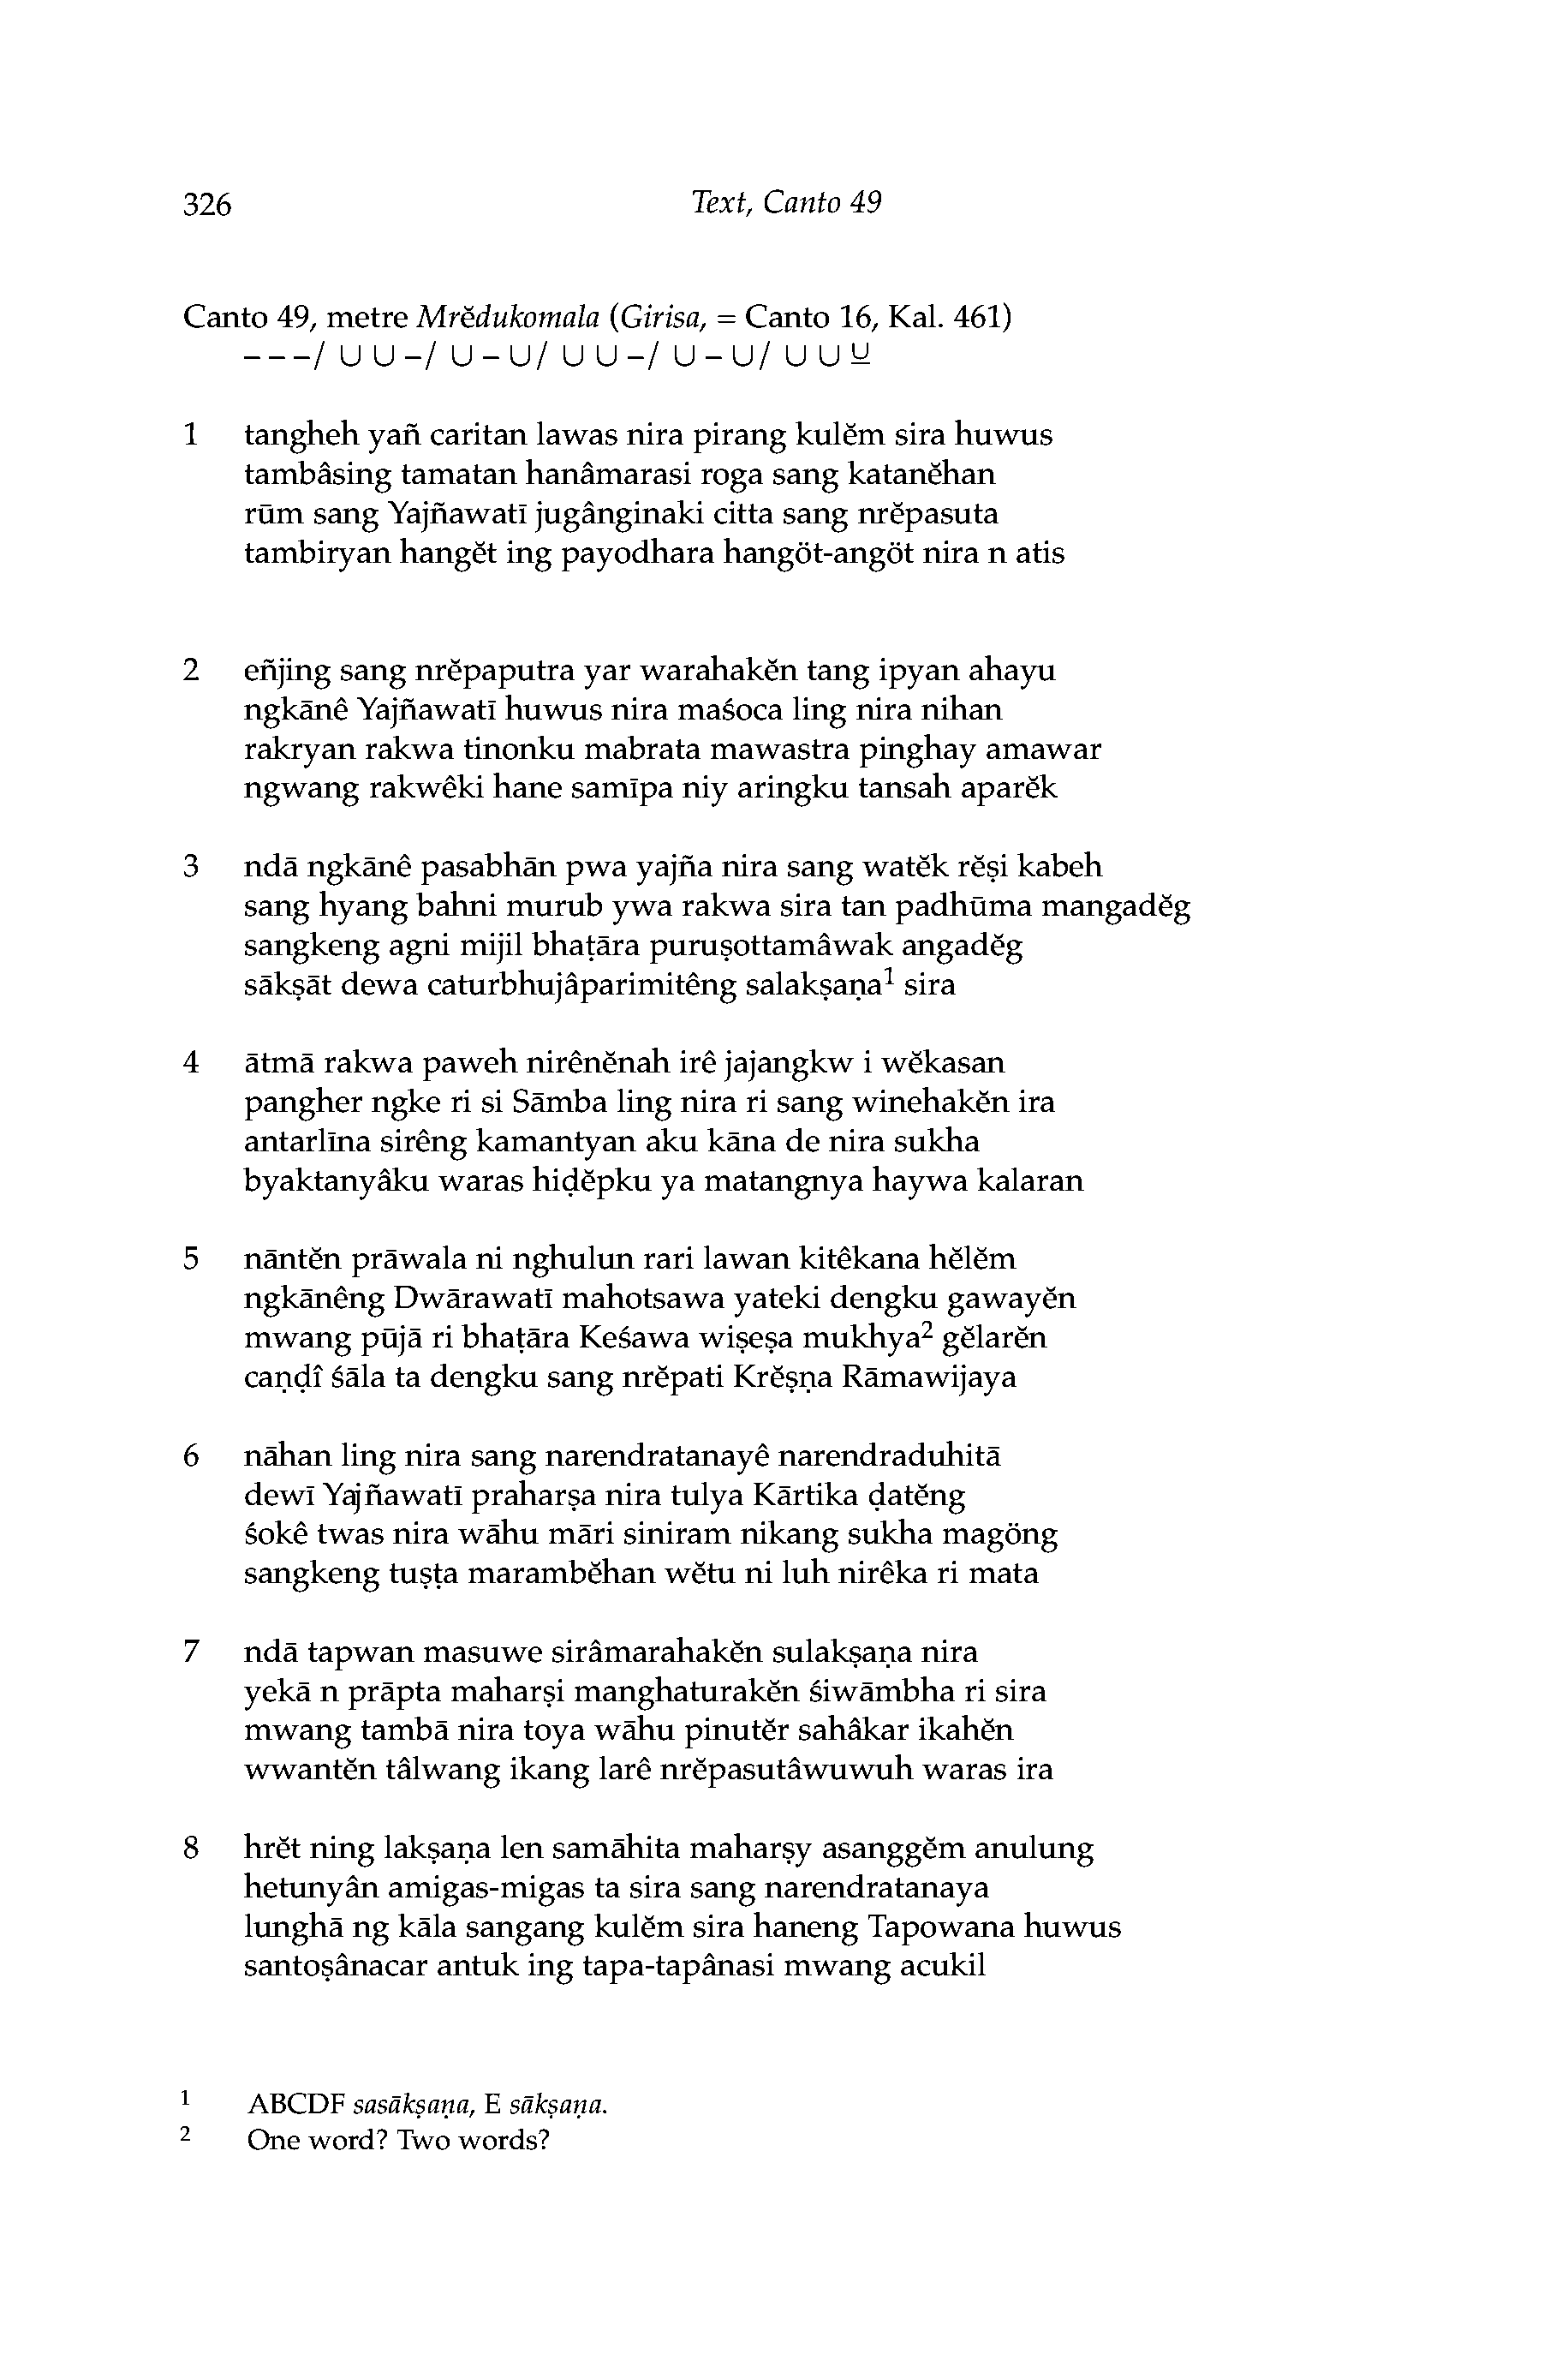 326 Text, Canto 49
Canto 49, metre Mrĕdukomala (Girisa, = Canto 16, Kal. 461)
– – –/ ∪ ∪ –/ ∪ – ∪/ ∪ ∪ –/ ∪ – ∪/ ∪ ∪ ⊻
1 tangheh yañ caritan lawas nira pirang kulĕm sira huwus
tambâsing tamatan hanâmarasi roga sang katanĕhan
rūm sang Yajñawatī jugânginaki citta sang nrĕpasuta
tambiryan hangĕt ing payodhara hangöt-angöt nira n atis
2 eñjing sang nrĕpaputra yar warahakĕn tang ipyan ahayu
ngkānê Yajñawatī huwus nira maśoca ling nira nihan
rakryan rakwa tinonku mabrata mawastra pinghay amawar
ngwang rakwêki hane samīpa niy aringku tansah aparĕk
3 ndā ngkānê pasabhān pwa yajña nira sang watĕk rĕṣi kabeh
sang hyang bahni murub ywa rakwa sira tan padhūma mangadĕg
sangkeng agni mijil bhaṭāra puruṣottamâwak angadĕg
sākṣāt dewa caturbhujâparimitêng salakṣaṇa¹ sira
4 ātmā rakwa paweh nirênĕnah irê jajangkw i wĕkasan
pangher ngke ri si Sāmba ling nira ri sang winehakĕn ira
antarlīna sirêng kamantyan aku kāna de nira sukha
byaktanyâku waras hiḍĕpku ya matangnya haywa kalaran
5 nāntĕn prāwala ni nghulun rari lawan kitêkana hĕlĕm
ngkānêng Dwārawatī mahotsawa yateki dengku gawayĕn
mwang pūjā ri bhaṭāra Keśawa wiṣeṣa mukhya² gĕlarĕn
caṇḍî śāla ta dengku sang nrĕpati Krĕṣṇa Rāmawijaya
6 nāhan ling nira sang narendratanayê narendraduhitā
dewī Yajñawatī praharṣa nira tulya Kārtika ḍatĕng
śokê twas nira wāhu māri siniram nikang sukha magöng
sangkeng tuṣṭa marambĕhan wĕtu ni luh nirêka ri mata
7 ndā tapwan masuwe sirâmarahakĕn sulakṣaṇa nira
yekā n prāpta maharṣi manghaturakĕn śiwāmbha ri sira
mwang tambā nira toya wāhu pinutĕr sahâkar ikahĕn
wwantĕn tâlwang ikang larê nrĕpasutâwuwuh waras ira
8 hrĕt ning lakṣaṇa len samāhita maharṣy asanggĕm anulung
hetunyân amigas-migas ta sira sang narendratanaya
lunghā ng kāla sangang kulĕm sira haneng Tapowana huwus
santoṣânacar antuk ing tapa-tapânasi mwang acukil
1 ABCDF sasākṣaṇa, E sākṣaṇa.
2 One word? Two words?